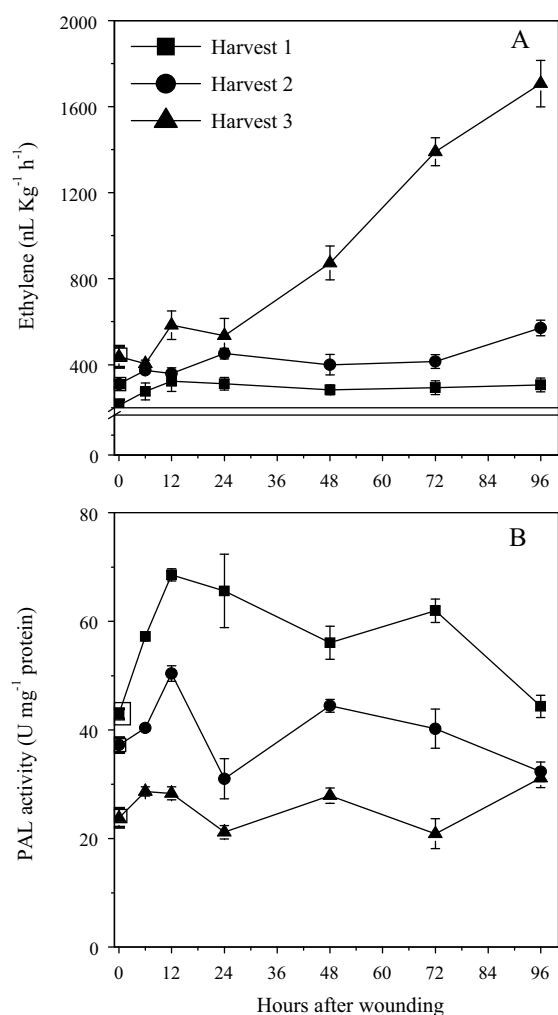 2000
A
Harvest 1
Harvest 2
Harvest 3
1600
1200
800
400
0
Ethylene (nL Kg⁻¹ h⁻¹)
0 12 24 36 48 60 72 84 96
80
B
60
40
20
0
PAL activity (U mg⁻¹ protein)
0 12 24 36 48 60 72 84 96
Hours after wounding